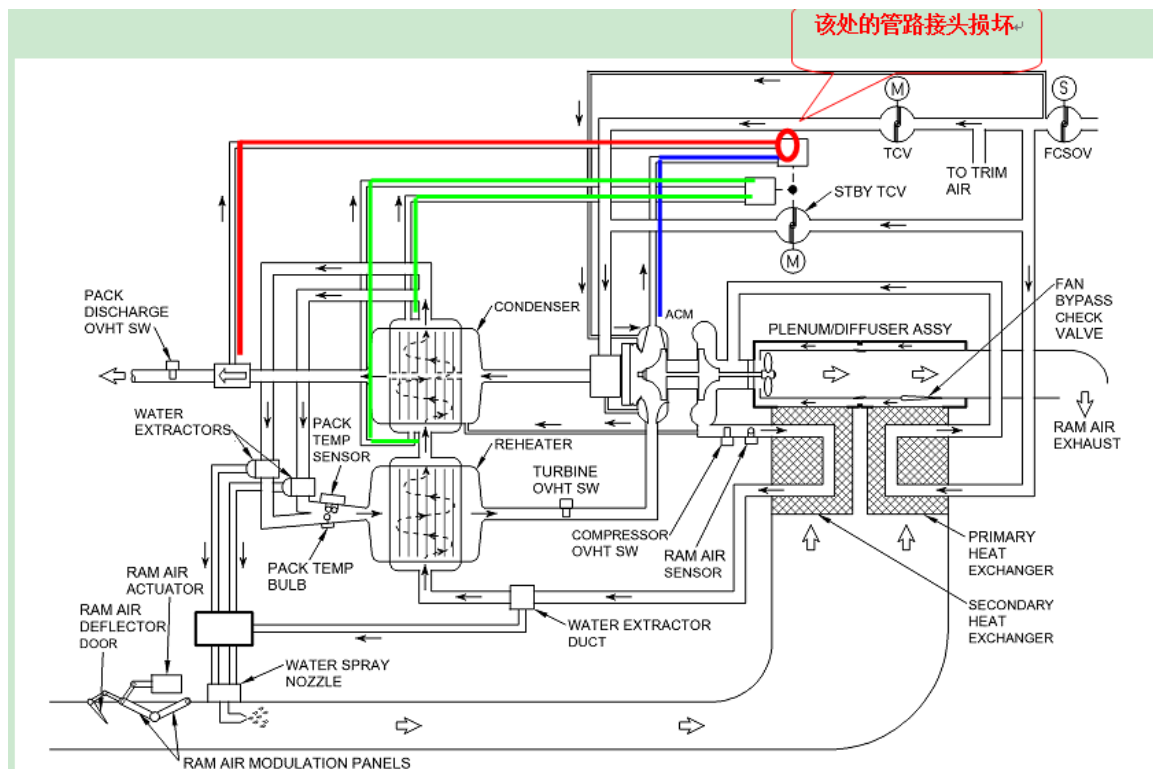 该处的管路接头损坏
M
S
TCV
FCSOV
TO TRIM
AIR
STBY TCV
M
PACK
DISCHARGE
OVHT SW
CONDENSER
ACM
FAN
BYPASS
CHECK
VALVE
PLENUM/DIFFUSER ASSY
WATER
EXTRACTORS
PACK
TEMP
SENSOR
REHEATER
TURBINE
OVHT SW
RAM AIR
EXHAUST
COMPRESSOR
OVHT SW
RAM AIR
SENSOR
PRIMARY
HEAT
EXCHANGER
PACK TEMP
BULB
RAM AIR
ACTUATOR
RAM AIR
DEFLECTOR
DOOR
WATER EXTRACTOR
DUCT
SECONDARY
HEAT
EXCHANGER
WATER SPRAY
NOZZLE
RAM AIR MODULATION PANELS